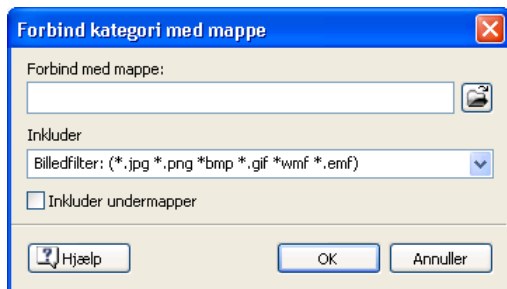 Forbind kategori med mappe
Forbind med mappe:
Inkluder
Billedfilter: (*.jpg *.png *bmp *.gif *wmf *.emf)
Inkluder undermapper
Hjælp
OK
Annuller